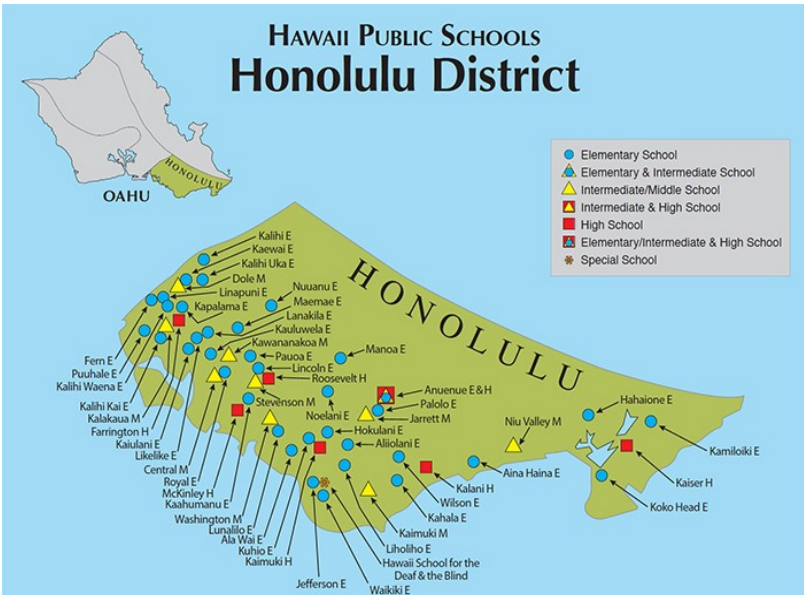 HAWAII PUBLIC SCHOOLS
Honolulu District
HONOLULU
OAHU
Elementary School
Elementary & Intermediate School
Intermediate/Middle School
Intermediate & High School
High School
Elementary/Intermediate & High School
Special School
HONOLULU
Kalihi E
Kaewai E
Kalihi Uka E
Dole M
Linapuni E
Kapalama E
Nuuanu E
Maemae E
Lanakila E
Kauluwela E
Kawananakoa M
Pauoa E
Lincoln E
Roosevelt H
Manoa E
Stevenson M
Noelani E
Anuenue E&H
Palolo E
Jarrett M
Hokulani E
Aliiolani E
Niu Valley M
Hahaione E
Kamiloiki E
Kaiser H
Koko Head E
Aina Haina E
Kalani H
Wilson E
Kahala E
Kaimuki M
Liholiho E
Hawaii School for the
Deaf & the Blind
Waikiki E
Jefferson E
Fern E
Puuhale E
Kalihi Waena E
Kalihi Kai E
Kalakaua M
Farrington H
Kaiulani E
Likelike E
Central M
Royal E
McKinley H
Kaahumanu E
Washington M
Lunalilo E
Ala Wai E
Kuhio E
Kaimuki H